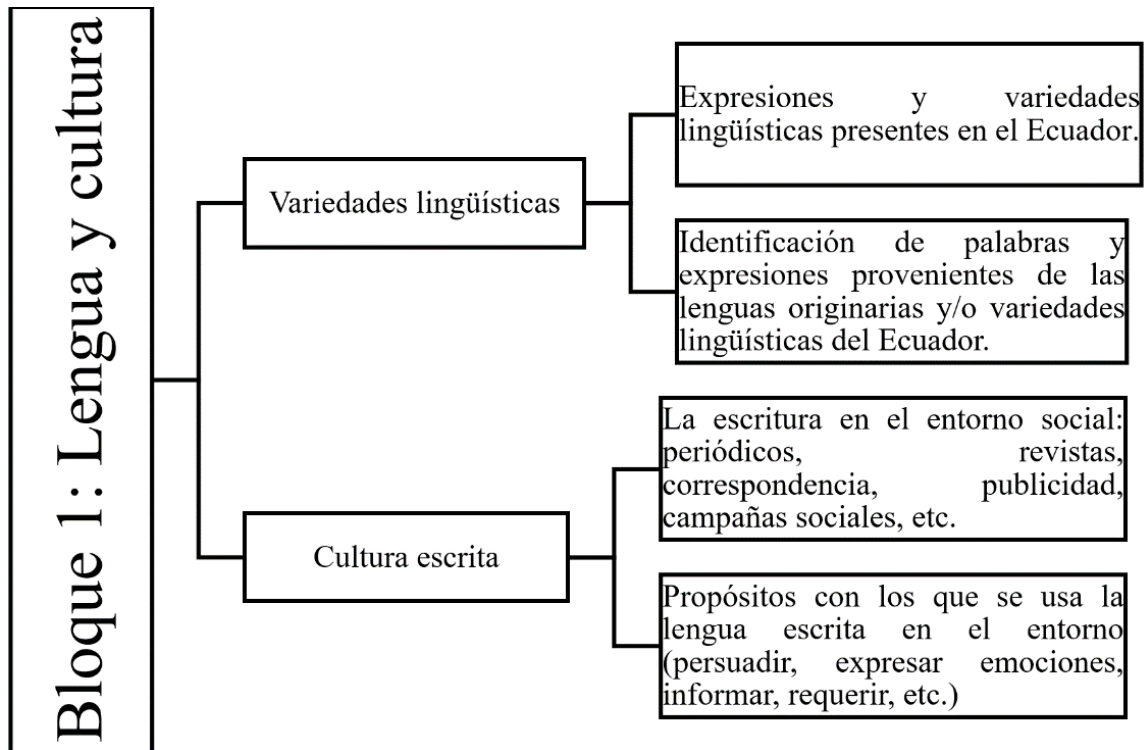 Bloque 1: Lengua y cultura
Variedades lingüísticas
Expresiones y variedades
lingüísticas presentes en el Ecuador.
Identificación de palabras y
expresiones provenientes de las
lenguas originarias y/o variedades
lingüísticas del Ecuador.
Cultura escrita
La escritura en el entorno social:
periódicos, revistas,
correspondencia, publicidad,
campañas sociales, etc.
Propósitos con los que se usa la
lengua escrita en el entorno
(persuadir, expresar emociones,
informar, requerir, etc.)